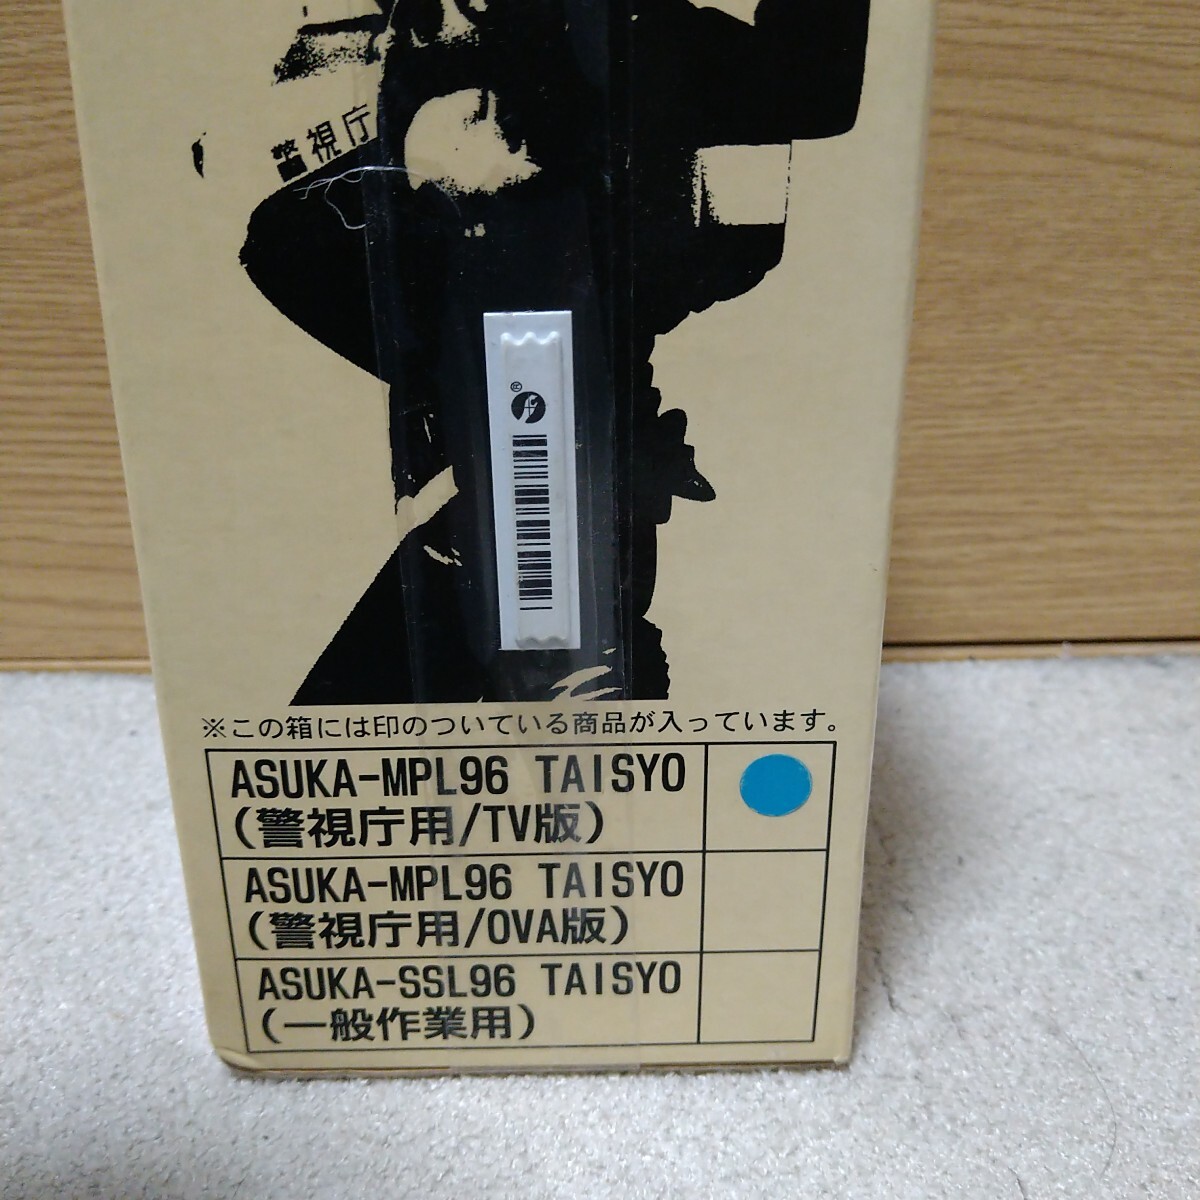 警視庁
®
※この箱には印のついている商品が入っています。
ASUKA-MPL96 TAISYO
(警視庁用/TV版)
ASUKA-MPL96 TAISYO
(警視庁用/OVA版)
ASUKA-SSL96 TAISYO
(一般作業用)